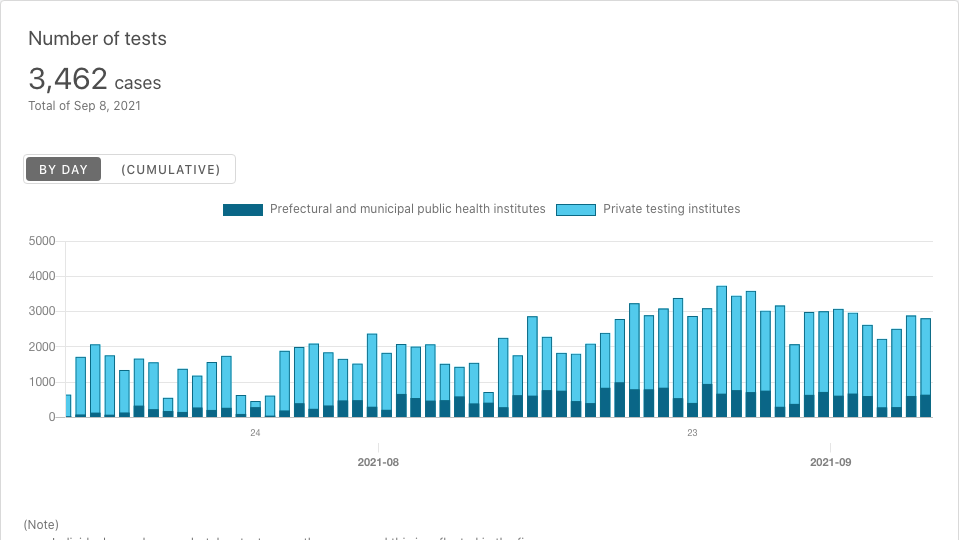 Number of tests
3,462 cases
Total of Sep 8, 2021
BY DAY (CUMULATIVE)
Prefectural and municipal public health institutes Private testing institutes
5000
4000
3000
2000
1000
0
24 23
2021-08 2021-09
(Note)